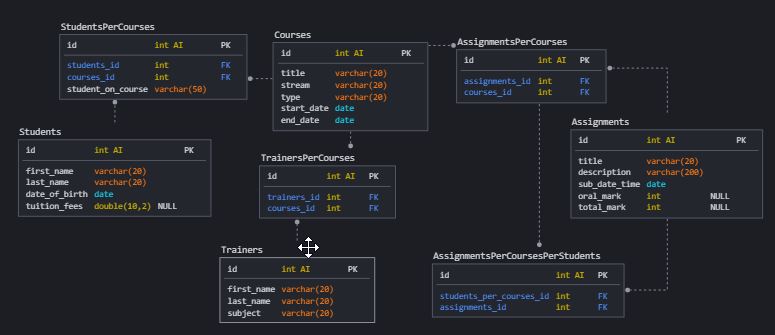 StudentsPerCourses
id int AI PK
students_id int FK
courses_id int FK
student_on_course varchar(50)
Courses
id int AI PK
title varchar(20)
stream varchar(20)
type varchar(20)
start_date date
end_date date
AssignmentsPerCourses
id int AI PK
assignments_id int FK
courses_id int FK
Students
id int AI PK
first_name varchar(20)
last_name varchar(20)
date_of_birth date
tuition_fees double(10,2) NULL
TrainersPerCourses
id int AI PK
trainers_id int FK
courses_id int FK
Assignments
id int AI PK
title varchar(20)
description varchar(200)
sub_date_time date
oral_mark int NULL
total_mark int NULL
Trainers
id int AI PK
first_name varchar(20)
last_name varchar(20)
subject varchar(20)
AssignmentsPerCoursesPerStudents
id int AI PK
students_per_courses_id int FK
assignments_id int FK